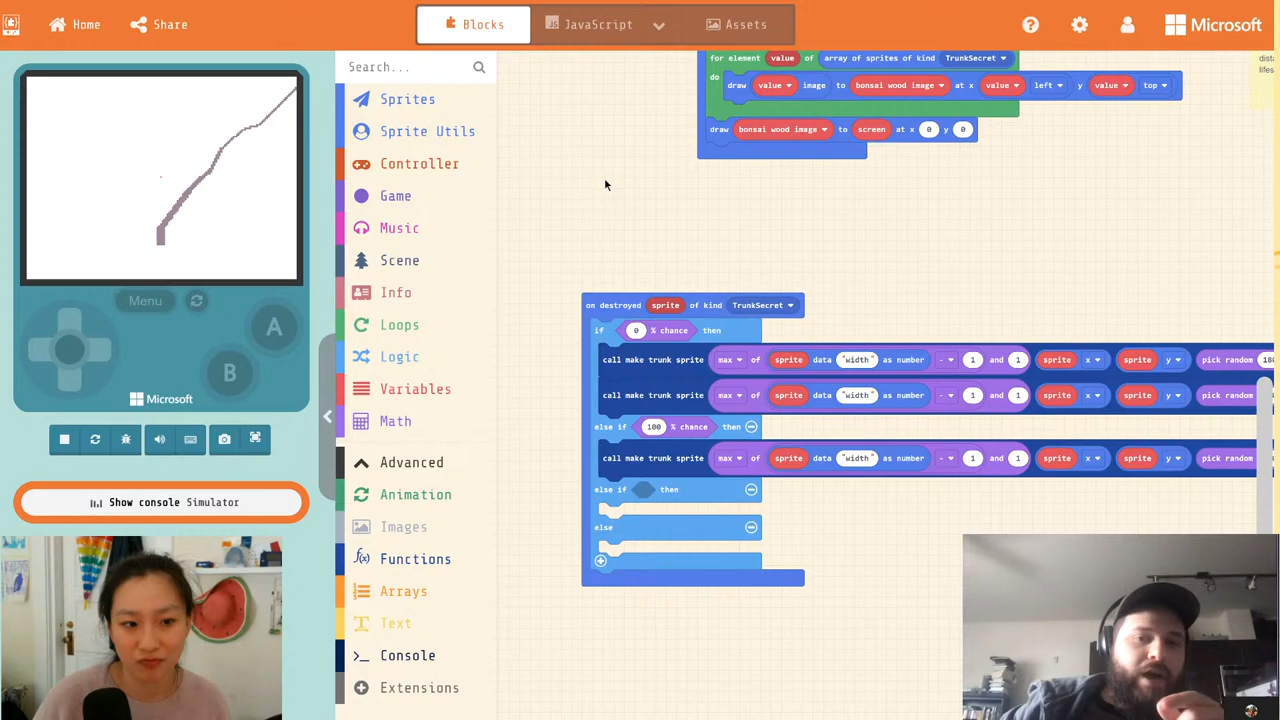 Home
Share
Blocks
JavaScript
Assets
Microsoft
Search...
Sprites
Sprite Utils
Controller
Game
Music
Scene
Info
Loops
Logic
Variables
Math
Advanced
Animation
Images
Functions
Arrays
Text
Console
Extensions
Menu
A
B
Microsoft
Show console Simulator
for element value of array of sprites of kind TrunkSecret
do draw value image to bonsai wood image at x value left y value top
draw bonsai wood image to screen at x 0 y 0
on destroyed sprite of kind TrunkSecret
if 0 % chance then
call make trunk sprite max of sprite data "width" as number - 1 and 1 sprite x sprite y pick random
call make trunk sprite max of sprite data "width" as number - 1 and 1 sprite x sprite y pick random
else if 100 % chance then
call make trunk sprite max of sprite data "width" as number - 1 and 1 sprite x sprite y pick random
else if then
else